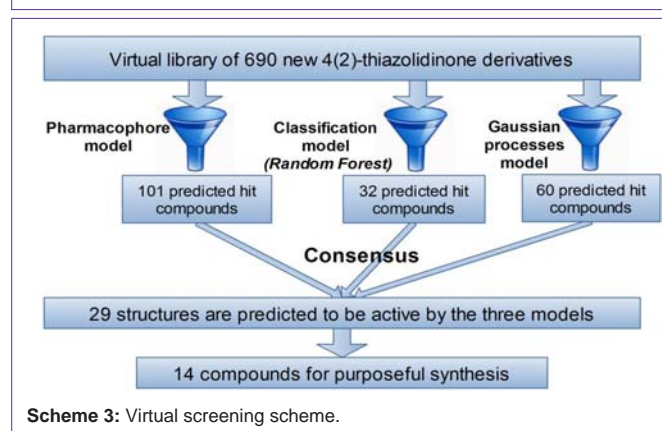 Virtual library of 690 new 4(2)-thiazolidinone derivatives
Pharmacophore
model
Classification
model
(Random Forest)
Gaussian
processes
model
101 predicted hit
compounds
32 predicted hit
compounds
60 predicted hit
compounds
Consensus
29 structures are predicted to be active by the three models
14 compounds for purposeful synthesis
Scheme 3: Virtual screening scheme.